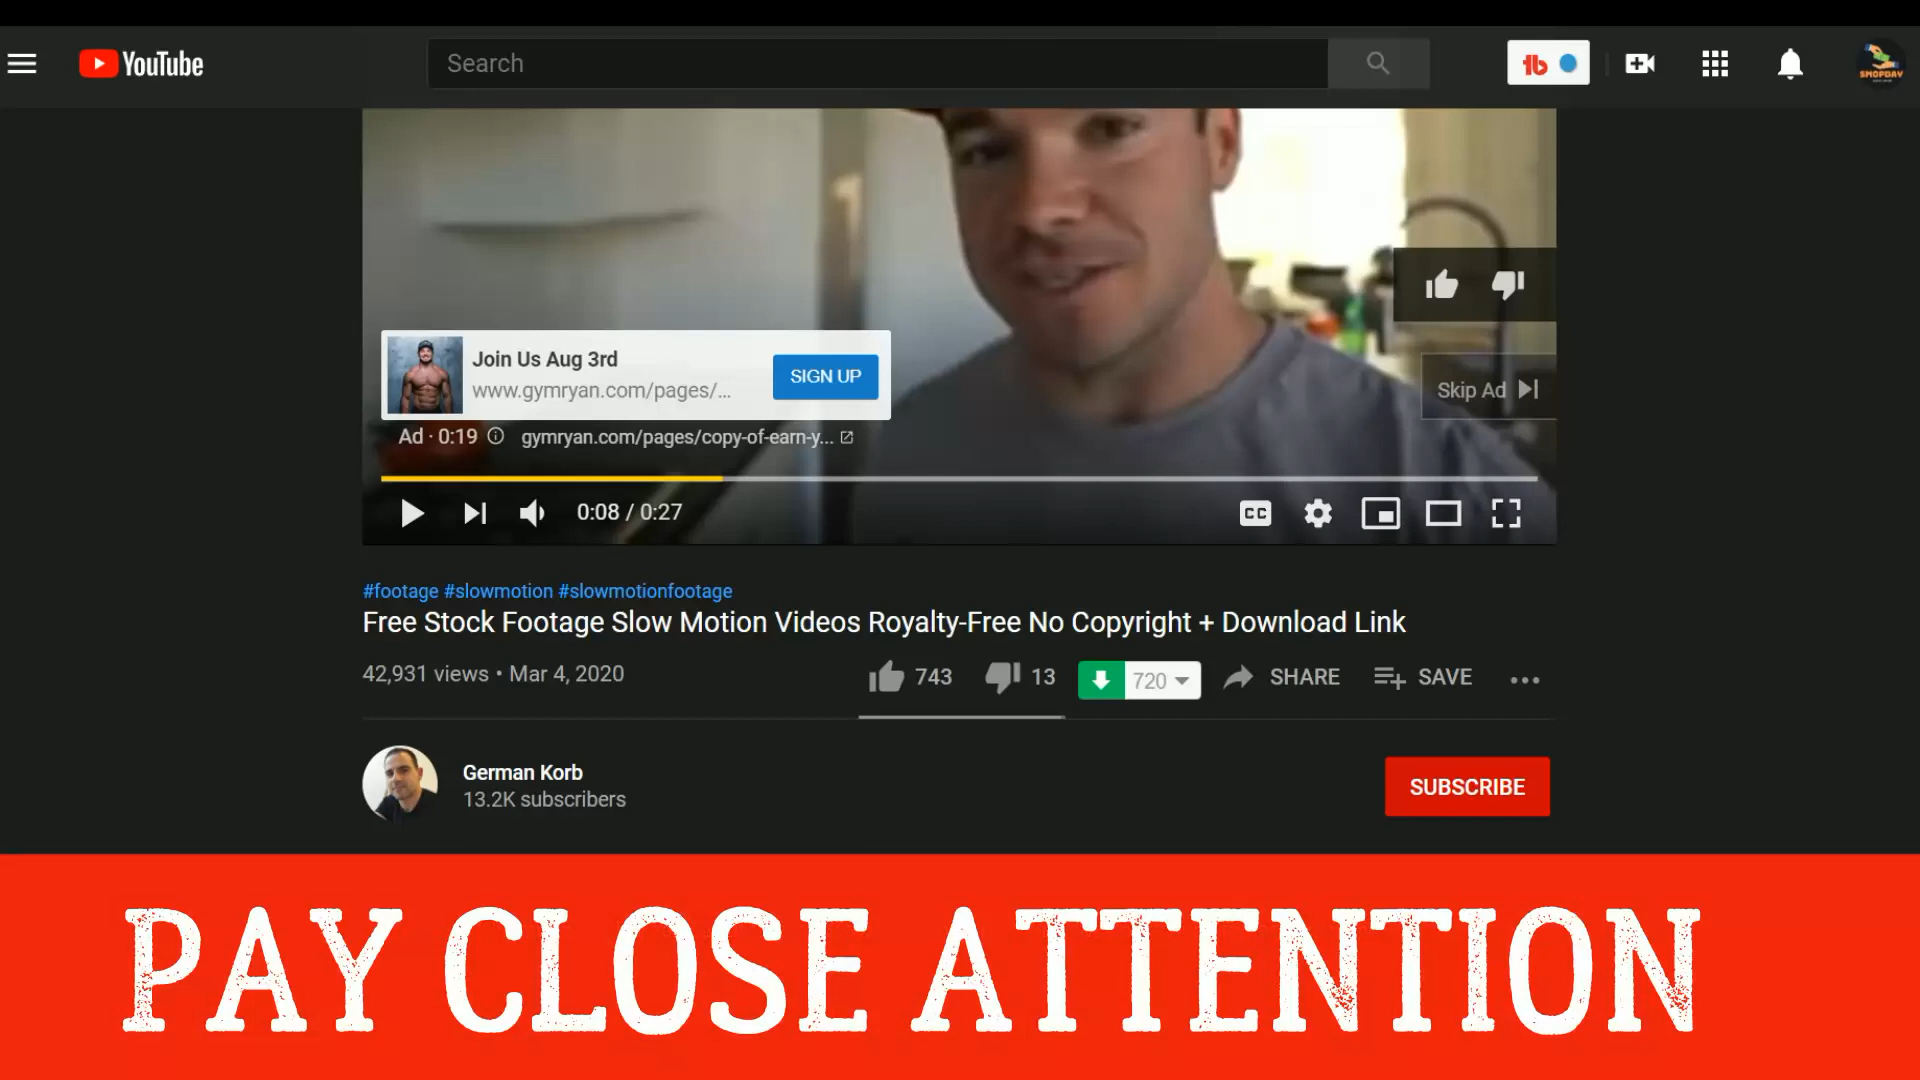 YouTube
Search
SHOPDAY
Join Us Aug 3rd
www.gymryan.com/pages/...
SIGN UP
Skip Ad
Ad · 0:19
gymryan.com/pages/copy-of-earn-y...
0:08 / 0:27
CC
#footage #slowmotion #slowmotionfootage
Free Stock Footage Slow Motion Videos Royalty-Free No Copyright + Download Link
42,931 views • Mar 4, 2020
743
13
720
SHARE
SAVE
German Korb
13.2K subscribers
SUBSCRIBE
PAY CLOSE ATTENTION